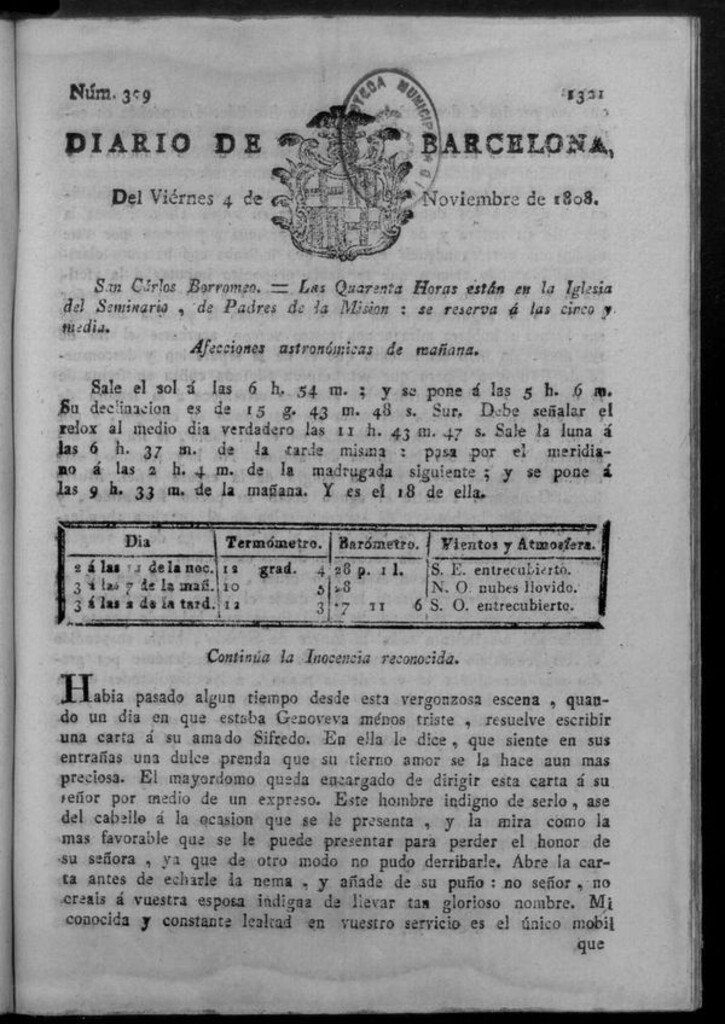 Núm. 309 1321
DIARIO DE BARCELONA,
Del Viérnes 4 de Noviembre de 1808.
San Cárlos Borromeo. = Las Quarenta Horas están en la Iglesia
del Seminario , de Padres de la Mision : se reserva á las cinco y
media.
Afecciones astronómicas de mañana.
Sale el sol á las 6 h. 54 m. ; y se pone á las 5 h. 6 m.
Su declinacion es de 15 g. 43 m. 48 s. Sur. Debe señalar el
relox al medio dia verdadero las 11 h. 43 m. 47 s. Sale la luna á
las 6 h. 37 m. de la tarde misma : pasa por el meridia-
no á las 2 h. 4 m. de la madrugada siguiente ; y se pone á
las 9 h. 33 m. de la mañana. Y es el 18 de ella.
Dia Termómetro. Barómetro. Vientos y Atmosfera.
2 á las 11 de la noc. 12 grad. 4 28 p. 1 l. S. E. entrecubierto.
3 á las 7 de la mañ. 10 5 28 N. O. nubes llovido.
3 á las 2 de la tard. 12 3 27 11 6 S. O. entrecubierto.
Continúa la Inocencia reconocida.
Habia pasado algun tiempo desde esta vergonzosa escena , quan-
do un dia en que estaba Genoveva ménos triste , resuelve escribir
una carta á su amado Sifredo. En ella le dice , que siente en sus
entrañas una dulce prenda que su tierno amor se la hace aun mas
preciosa. El mayordomo queda encargado de dirigir esta carta á su
señor por medio de un expreso. Este hombre indigno de serlo , ase
del cabello á la ocasion que se le presenta , y la mira como la
mas favorable que se le puede presentar para perder el honor de
su señora , ya que de otro modo no pudo derribarle. Abre la car-
ta antes de echarle la nema , y añade de su puño : no señor , no
creais á vuestra esposa indigna de llevar tan glorioso nombre. Mi
conocida y constante lealtad en vuestro servicio es el único mobil
que